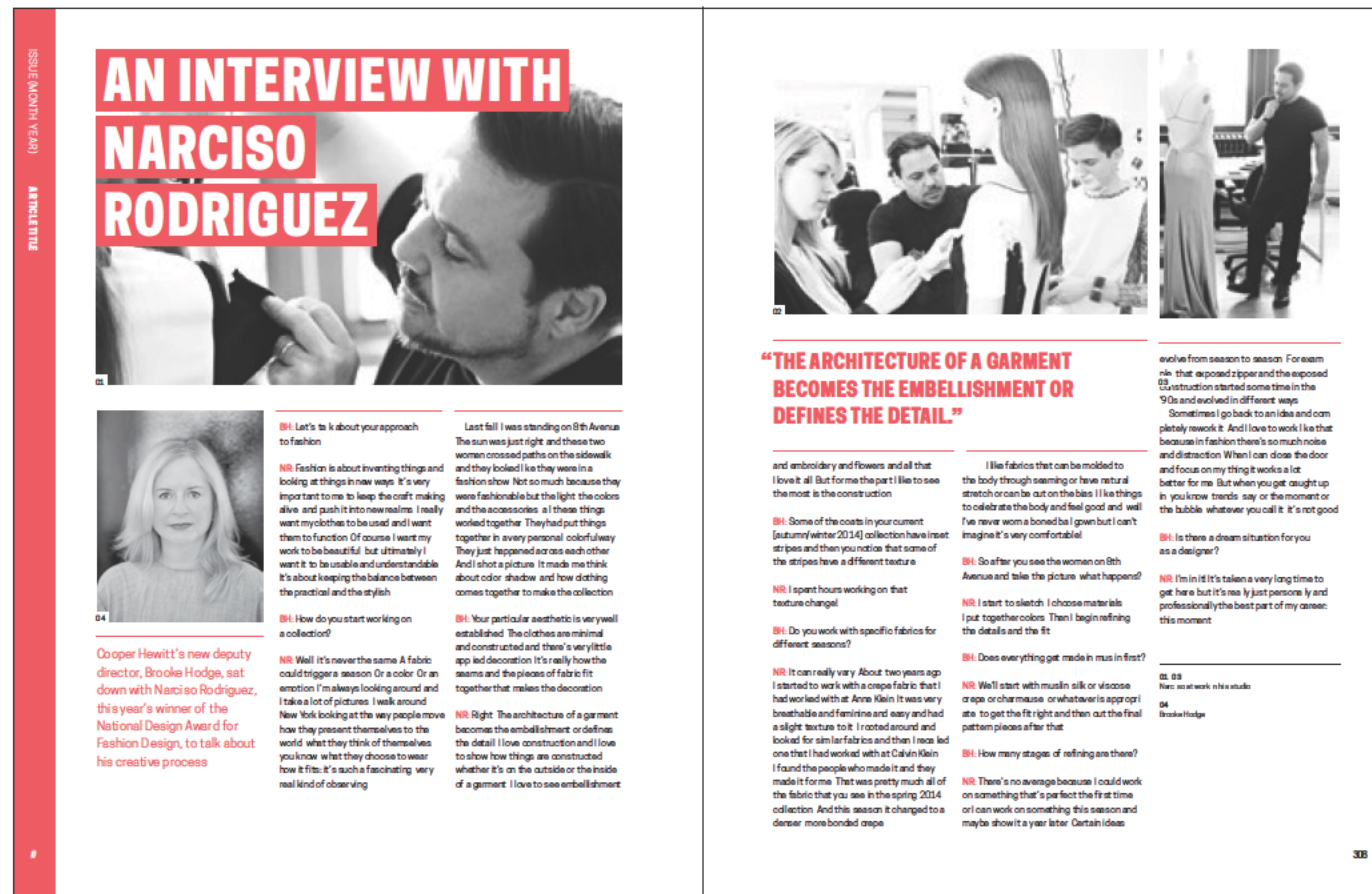 ISSUE (MONTH YEAR)
ARTICLE TITLE
#
AN INTERVIEW WITH
NARCISO
RODRIGUEZ
01
04
Cooper Hewitt's new deputy
director, Brooke Hodge, sat
down with Narciso Rodriguez,
this year's winner of the
National Design Award for
Fashion Design, to talk about
his creative process
BH: Let's ta k about your approach
to fashion
NR: Fashion is about inventing things and
looking at things in new ways It's very
important to me to keep the craft making
alive and push it into new realms I really
want my clothes to be used and I want
them to function Of course I want my
work to be beautiful but ultimately I
want it to be usable and understandable
It's about keeping the balance between
the practical and the stylish
BH: How do you start working on
a collection?
NR: Well it's never the same A fabric
could trigger a season Or a color Or an
emotion I'm always looking around and
I take a lot of pictures I walk around
New York looking at the way people move
how they present themselves to the
world what they think of themselves
you know what they choose to wear
how it fits: it's such a fascinating very
real kind of observing
Last fall I was standing on 8th Avenue
The sun was just right and these two
women crossed paths on the sidewalk
and they looked l ke they were in a
fashion show Not so much because they
were fashionable but the light the colors
and the accessories a l these things
worked together They had put things
together in a very personal colorful way
They just happened across each other
And I shot a picture It made me think
about color shadow and how clothing
comes together to make the collection
BH: Your particular aesthetic is very well
established The clothes are minimal
and constructed and there's very little
app ied decoration It's really how the
seams and the pieces of fabric fit
together that makes the decoration
NR: Right The architecture of a garment
becomes the embellishment or defines
the detail I love construction and I love
to show how things are constructed
whether it's on the outside or the inside
of a garment I love to see embellishment
02
“THE ARCHITECTURE OF A GARMENT
BECOMES THE EMBELLISHMENT OR
DEFINES THE DETAIL.”
and embroidery and flowers and all that
I love it all But for me the part I like to see
the most is the construction
BH: Some of the coats in your current
[autumn/winter 2014] collection have inset
stripes and then you notice that some of
the stripes have a different texture
NR: I spent hours working on that
texture change!
BH: Do you work with specific fabrics for
different seasons?
NR: It can really vary About two years ago
I started to work with a crepe fabric that I
had worked with at Anne Klein It was very
breathable and feminine and easy and had
a slight texture to it I rooted around and
looked for sim lar fabrics and then I reca led
one that I had worked with at Calvin Klein
I found the people who made it and they
made it for me That was pretty much all of
the fabric that you see in the spring 2014
collection And this season it changed to a
denser more bonded crepe
I like fabrics that can be molded to
the body through seaming or have natural
stretch or can be cut on the bias I l ke things
to celebrate the body and feel good and well
I've never worn a boned ba l gown but I can't
imagine it's very comfortable!
BH: So after you see the women on 8th
Avenue and take the picture what happens?
NR: I start to sketch I choose materials
I put together colors Then I begin refining
the details and the fit
BH: Does everything get made in mus in first?
NR: We'll start with muslin silk or viscose
crepe or charmeuse or whatever is appropri
ate to get the fit right and then cut the final
pattern pieces after that
BH: How many stages of refining are there?
NR: There's no average because I could work
on something that's perfect the first time
or I can work on something this season and
maybe show it a year later Certain ideas
evolve from season to season For exam
ple that exposed zipper and the exposed
03
construction started some time in the
'90s and evolved in different ways
Sometimes I go back to an idea and com
pletely rework it And I love to work l ke that
because in fashion there's so much noise
and distraction When I can close the door
and focus on my thing it works a lot
better for me But when you get caught up
in you know trends say or the moment or
the bubble whatever you call it it's not good
BH: Is there a dream situation for you
as a designer?
NR: I'm in it! It's taken a very long time to
get here but it's rea ly just persona ly and
professionally the best part of my career:
this moment
01 03
Narc so at work n his studio
04
Brooke Hodge
308